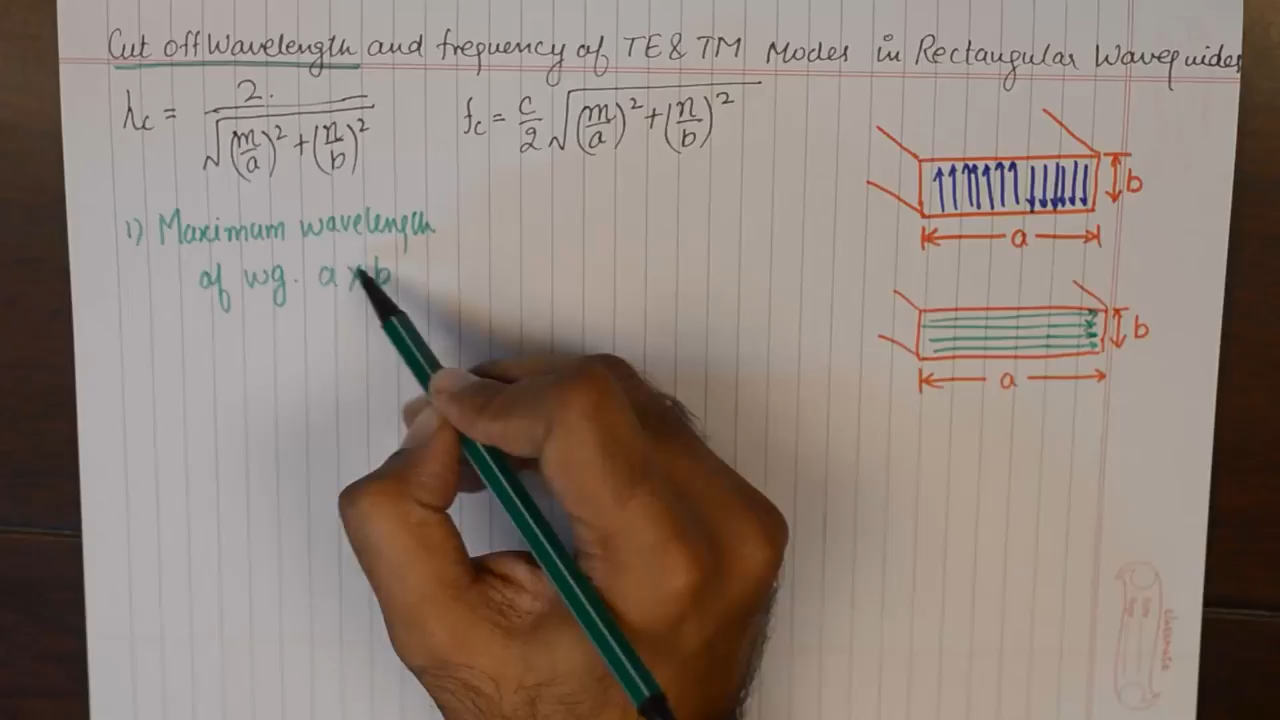 Cut off Wavelength and frequency of TE & TM Modes in Rectangular Waveguides
λc = 2 / √((m/a)² + (n/b)²)
fc = c/2 √((m/a)² + (n/b)²)
1) Maximum wavelength
of wg. a x b
b
a
b
a
classmate